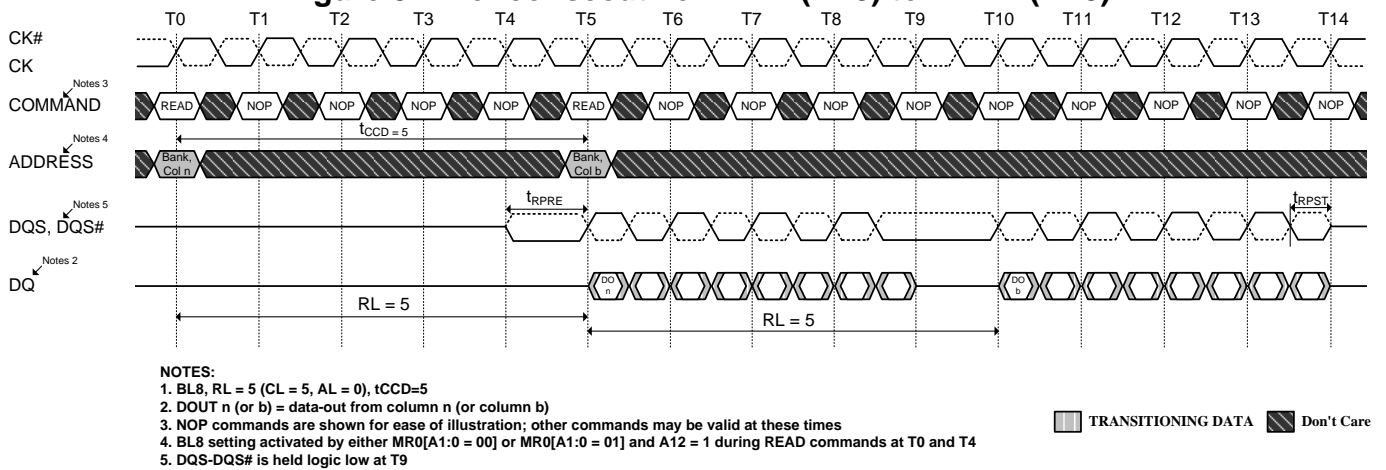 T0 T1 T2 T3 T4 T5 T6 T7 T8 T9 T10 T11 T12 T13 T14
CK#
CK
Notes 3
COMMAND READ NOP NOP NOP NOP READ NOP NOP NOP NOP NOP NOP NOP NOP NOP
tCCD = 5
Notes 4
ADDRESS
Bank, Col n
Bank, Col b
Notes 5
tRPRE
tRPST
DQS, DQS#
Notes 2
DQ
DO n
DO b
RL = 5
RL = 5
NOTES:
1. BL8, RL = 5 (CL = 5, AL = 0), tCCD=5
2. DOUT n (or b) = data-out from column n (or column b)
3. NOP commands are shown for ease of illustration; other commands may be valid at these times
4. BL8 setting activated by either MR0[A1:0 = 00] or MR0[A1:0 = 01] and A12 = 1 during READ commands at T0 and T4
5. DQS-DQS# is held logic low at T9
TRANSITIONING DATA
Don't Care